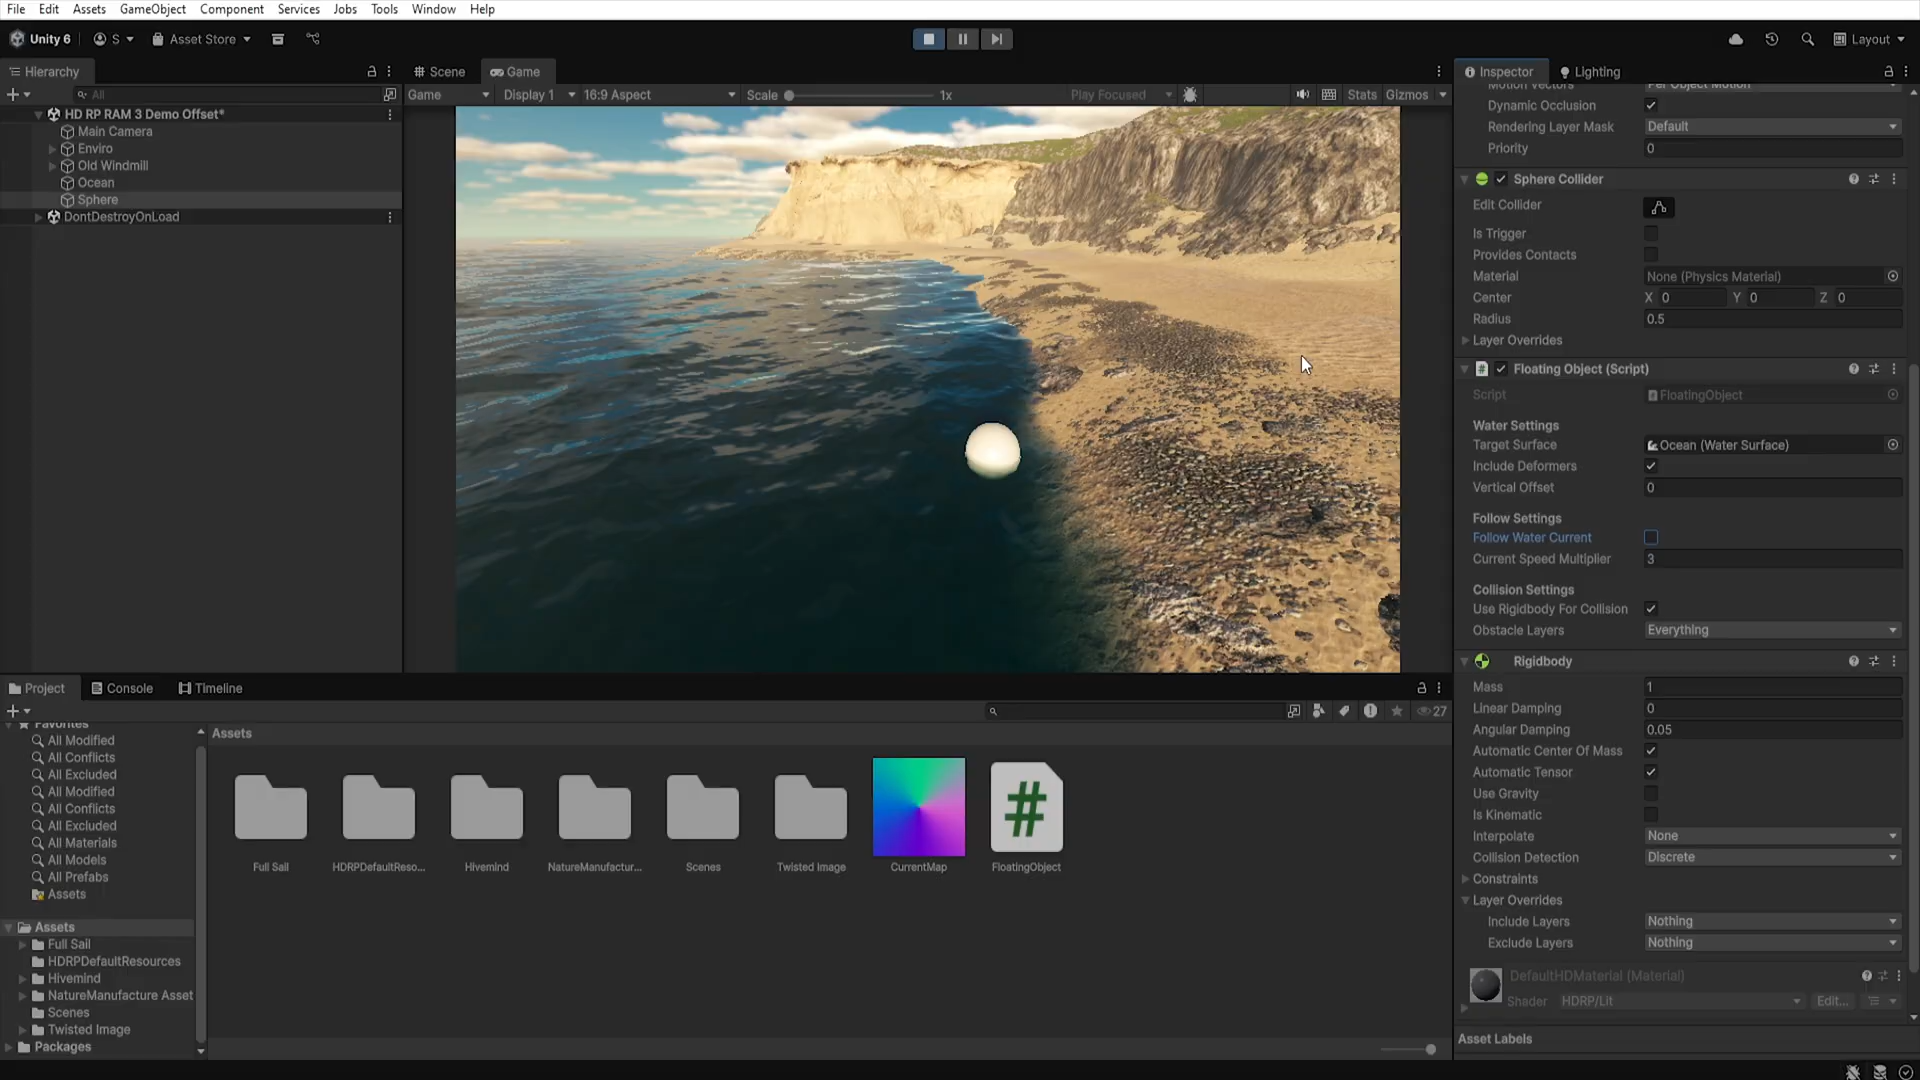 File Edit Assets GameObject Component Services Jobs Tools Window Help
Unity 6 S Asset Store Layout
Hierarchy Scene Game Inspector Lighting
All Game Display 1 16:9 Aspect Scale 1x Play Focused Stats Gizmos
HD RP RAM 3 Demo Offset*
Main Camera
Enviro
Old Windmill
Ocean
Sphere
DontDestroyOnLoad
Motion Vectors Per Object Motion
Dynamic Occlusion
Rendering Layer Mask Default
Priority 0
Sphere Collider
Edit Collider
Is Trigger
Provides Contacts
Material None (Physics Material)
Center X 0 Y 0 Z 0
Radius 0.5
Layer Overrides
# Floating Object (Script)
Script FloatingObject
Water Settings
Target Surface Ocean (Water Surface)
Include Deformers
Vertical Offset 0
Follow Settings
Follow Water Current
Current Speed Multiplier 3
Collision Settings
Use Rigidbody For Collision
Obstacle Layers Everything
Rigidbody
Mass 1
Linear Damping 0
Angular Damping 0.05
Automatic Center Of Mass
Automatic Tensor
Use Gravity
Is Kinematic
Interpolate None
Collision Detection Discrete
Constraints
Layer Overrides
Include Layers Nothing
Exclude Layers Nothing
DefaultHDMaterial (Material)
Shader HDRP/Lit Edit...
Asset Labels
Project Console Timeline
27
Favorites
All Modified
All Conflicts
All Excluded
All Modified
All Conflicts
All Excluded
All Materials
All Models
All Prefabs
Assets
Assets
Full Sail
HDRPDefaultResources
Hivemind
NatureManufacture Asset
Scenes
Twisted Image
Packages
Assets
#
Full Sail HDRPDefaultReso... Hivemind NatureManufactur... Scenes Twisted Image CurrentMap FloatingObject